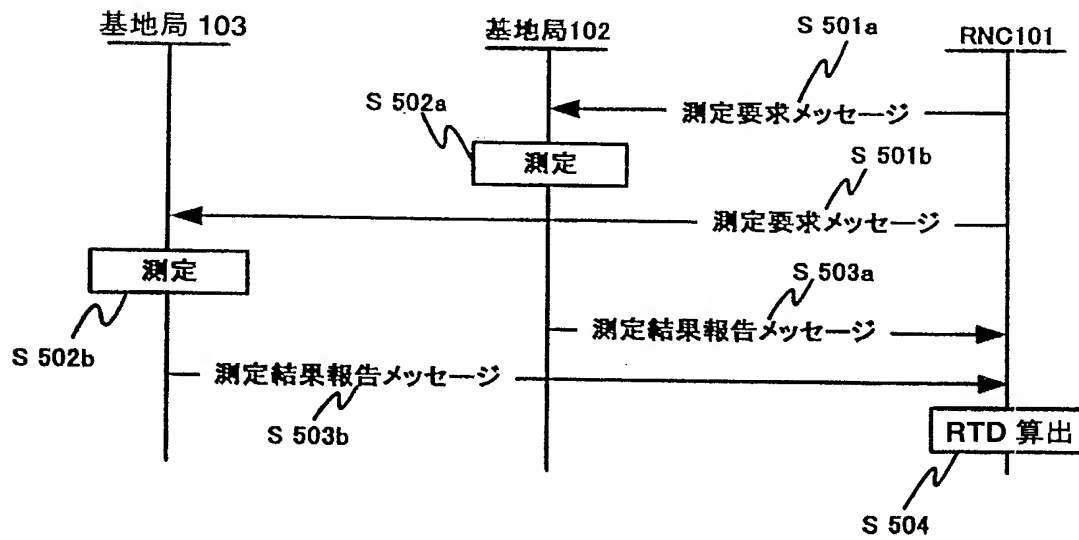 基地局 103
基地局102
RNC101
S 501a
測定要求メッセージ
S 502a
測定
S 501b
測定要求メッセージ
測定
S 502b
S 503a
測定結果報告メッセージ
測定結果報告メッセージ
S 503b
RTD 算出
S 504